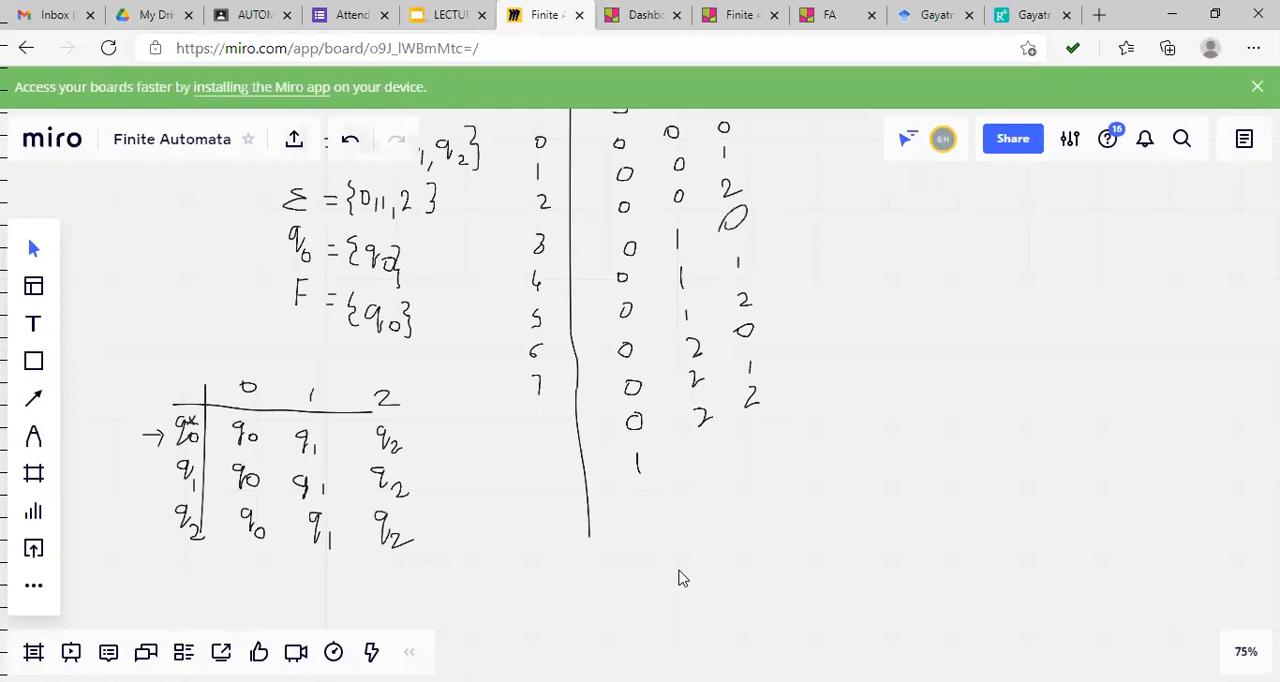 Inbox (
My Dri
AUTOM
Attend
LECTU
Finite A
Dashb
Finite A
FA
Gayatr
Gayatr
https://miro.com/app/board/o9J_lWBmMtc=/
Access your boards faster by installing the Miro app on your device.
miro
Finite Automata
GH
Share
16
= 1, q2}
Σ = {0,1,2}
q0 = {q0}
F = {q0}
0 0 0 0
1 0 0 1
2 0 0 2
3 0 1 0
4 0 1 1
5 0 1 2
6 0 2 0
7 0 2 1
0 2 2
1
0 1 2
→ q0* q0 q1 q2
q1 q0 q1 q2
q2 q0 q1 q2
75%